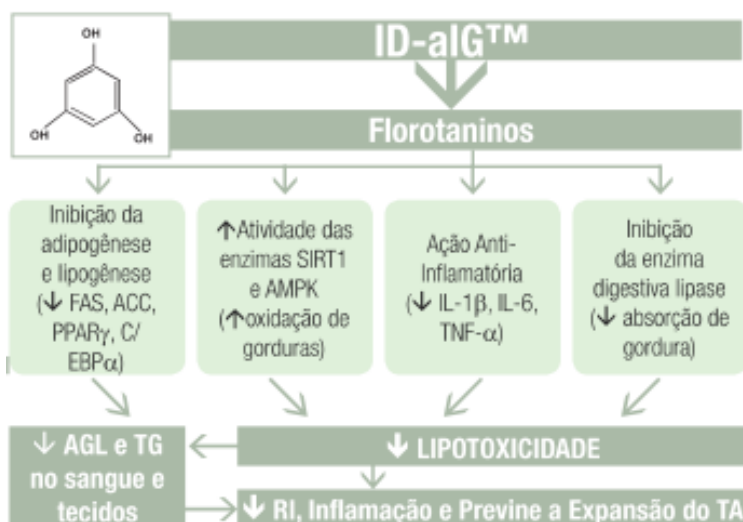 OH
HO
OH
ID-aIG™
Florotaninos
Inibição da
adipogênese
e lipogênese
(↓ FAS, ACC,
PPARγ, C/
EBPα)
↑Atividade das
enzimas SIRT1
e AMPK
(↑oxidação de
gorduras)
Ação Anti-
Inflamatória
(↓ IL-1β, IL-6,
TNF-α)
Inibição
da enzima
digestiva lipase
(↓ absorção de
gordura)
↓ AGL e TG
no sangue e
tecidos
↓ LIPOTOXICIDADE
↓ RI, Inflamação e Previne a Expansão do TA